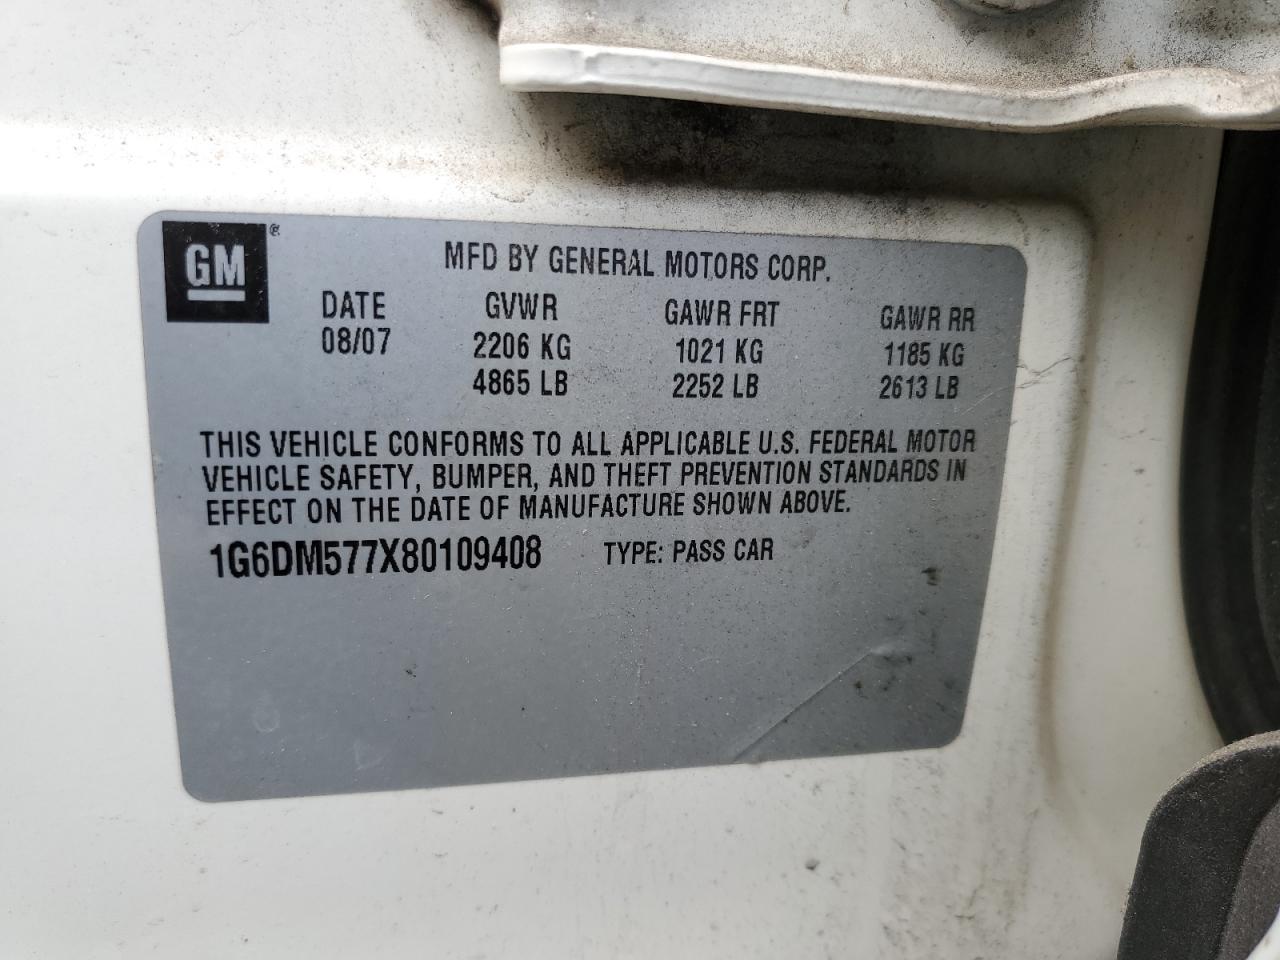 GM®
MFD BY GENERAL MOTORS CORP.
DATE GVWR GAWR FRT GAWR RR
08/07 2206 KG 1021 KG 1185 KG
4865 LB 2252 LB 2613 LB
THIS VEHICLE CONFORMS TO ALL APPLICABLE U.S. FEDERAL MOTOR
VEHICLE SAFETY, BUMPER, AND THEFT PREVENTION STANDARDS IN
EFFECT ON THE DATE OF MANUFACTURE SHOWN ABOVE.
1G6DM577X80109408 TYPE: PASS CAR